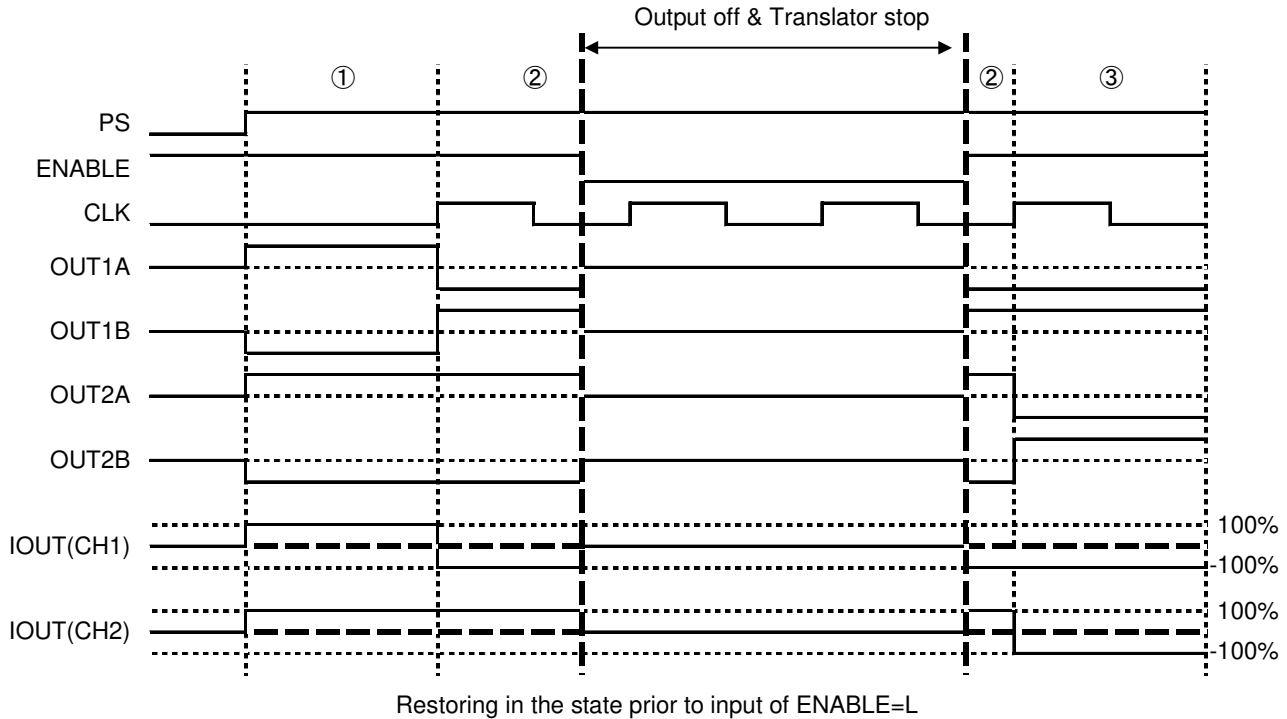 Output off & Translator stop
① ② ② ③
PS
ENABLE
CLK
OUT1A
OUT1B
OUT2A
OUT2B
100%
IOUT(CH1)
-100%
100%
IOUT(CH2)
-100%
Restoring in the state prior to input of ENABLE=L